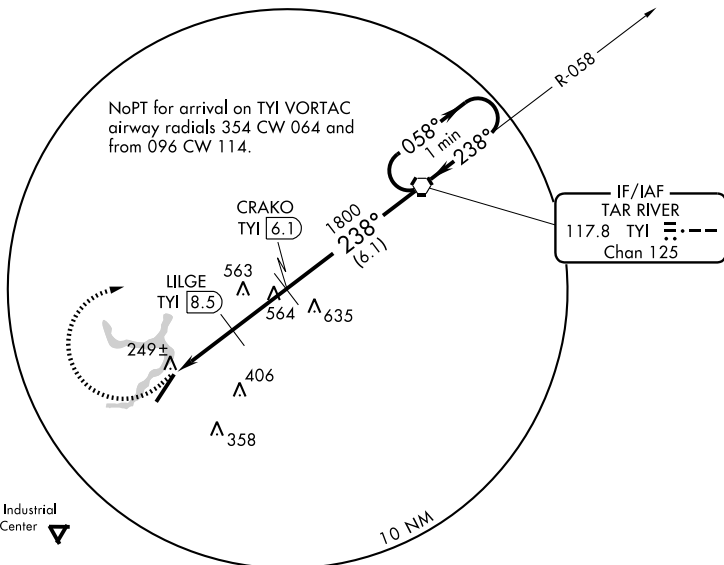 R-058
NoPT for arrival on TYI VORTAC
airway radials 354 CW 064 and
from 096 CW 114.
058°
1 min
238°
IF/IAF
TAR RIVER
117.8 TYI
Chan 125
CRAKO
TYI 6.1
1800
238°
(6.1)
LILGE
TYI 8.5
563
564
635
249±
406
358
Industrial
Center
10 NM